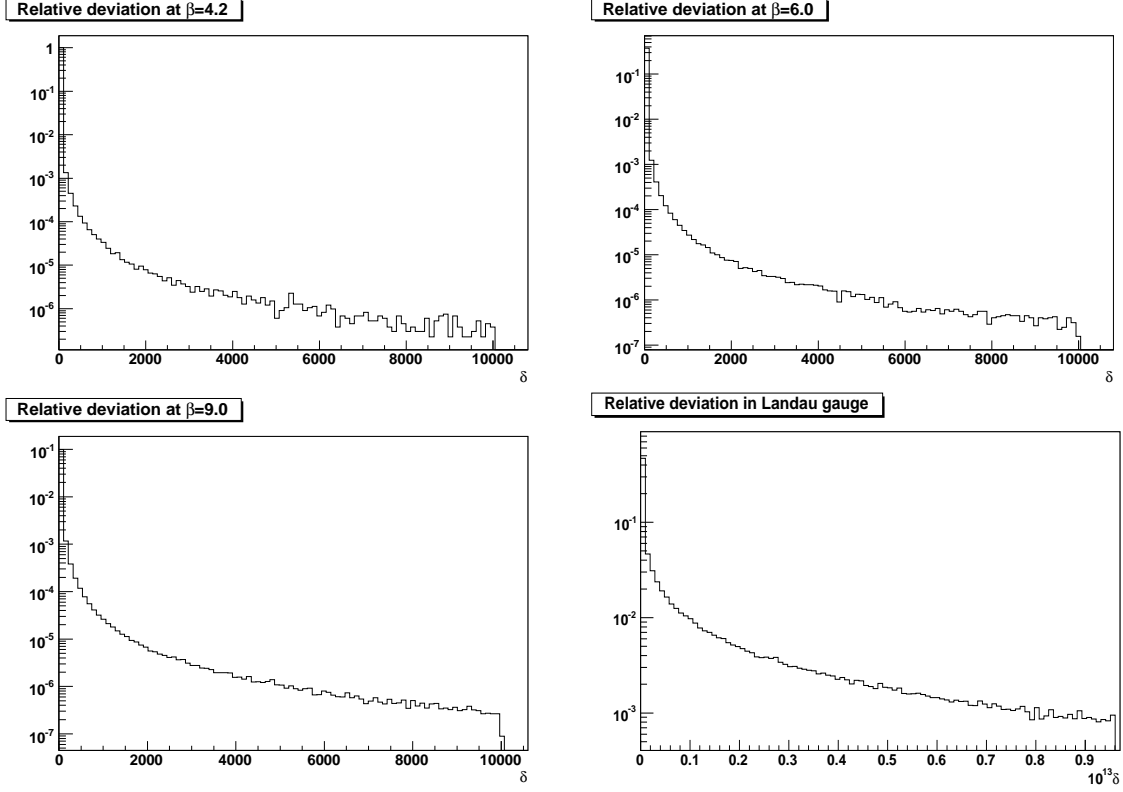 Relative deviation at β=4.2
1
10⁻¹
10⁻²
10⁻³
10⁻⁴
10⁻⁵
10⁻⁶
0 2000 4000 6000 8000 10000
δ
Relative deviation at β=6.0
10⁻¹
10⁻²
10⁻³
10⁻⁴
10⁻⁵
10⁻⁶
10⁻⁷
0 2000 4000 6000 8000 10000
δ
Relative deviation at β=9.0
10⁻¹
10⁻²
10⁻³
10⁻⁴
10⁻⁵
10⁻⁶
10⁻⁷
0 2000 4000 6000 8000 10000
δ
Relative deviation in Landau gauge
10⁻¹
10⁻²
10⁻³
0 0.1 0.2 0.3 0.4 0.5 0.6 0.7 0.8 0.9
10¹³δ